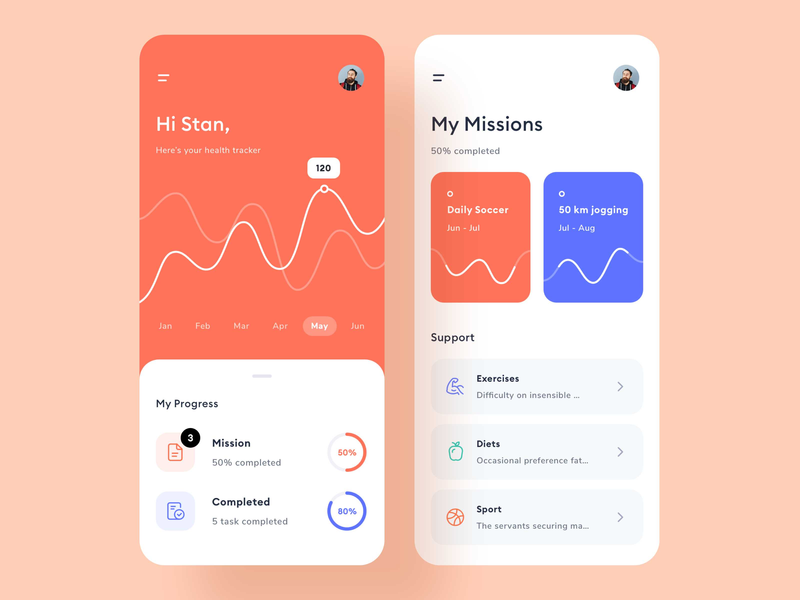 Hi Stan,
Here's your health tracker
120
Jan Feb Mar Apr May Jun
My Progress
3
Mission
50% completed
50%
Completed
5 task completed
80%
My Missions
50% completed
Daily Soccer
Jun - Jul
50 km jogging
Jul - Aug
Support
Exercises
Difficulty on insensible ...
Diets
Occasional preference fat...
Sport
The servants securing ma...